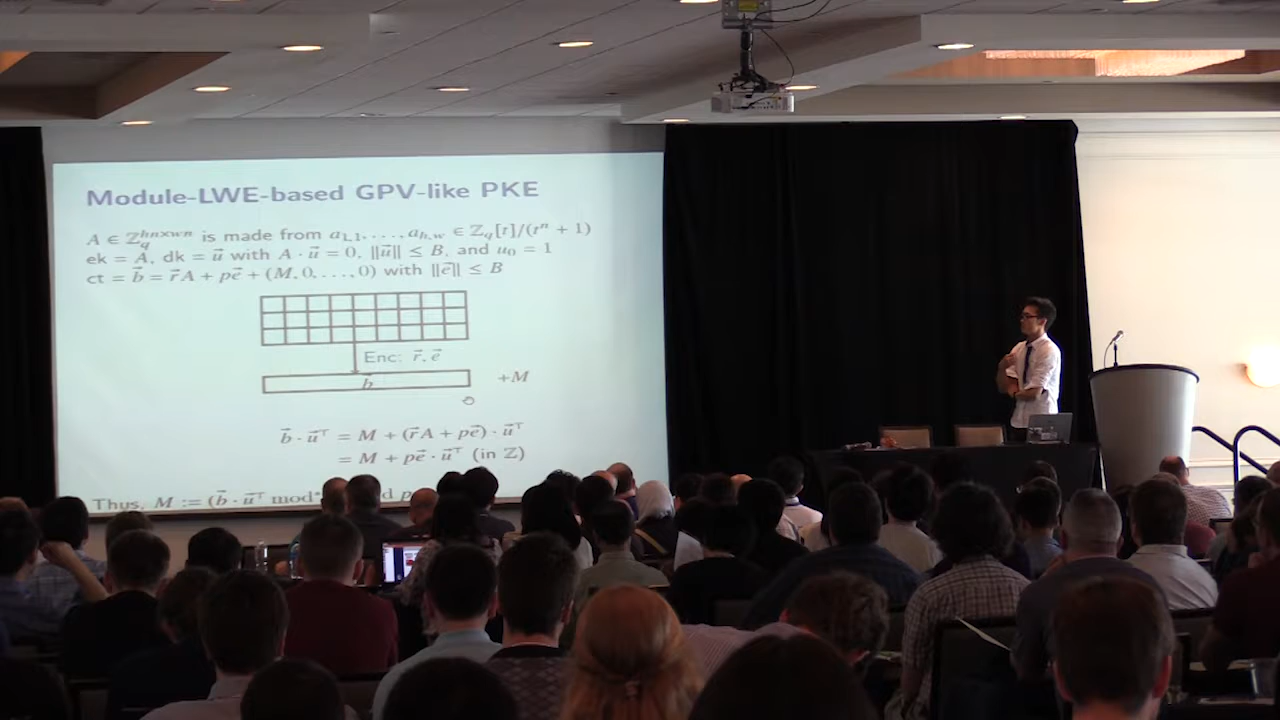 Module-LWE-based GPV-like PKE
A ∈ ℤ_q^{hn×wn} is made from a_{1,1}, . . . , a_{h,w} ∈ ℤ_q[t]/(t^n + 1)
ek = A, dk = u⃗ with A · u⃗ = 0, ‖u⃗‖ ≤ B, and u_0 = 1
ct = b⃗ = r⃗A + pe⃗ + (M, 0, . . . , 0) with ‖e⃗‖ ≤ B
Enc: r⃗, e⃗
b⃗
+M
b⃗ · u⃗^⊤ = M + (r⃗A + pe⃗) · u⃗^⊤
= M + pe⃗ · u⃗^⊤ (in ℤ)
Thus, M := (b⃗ · u⃗^⊤ mod